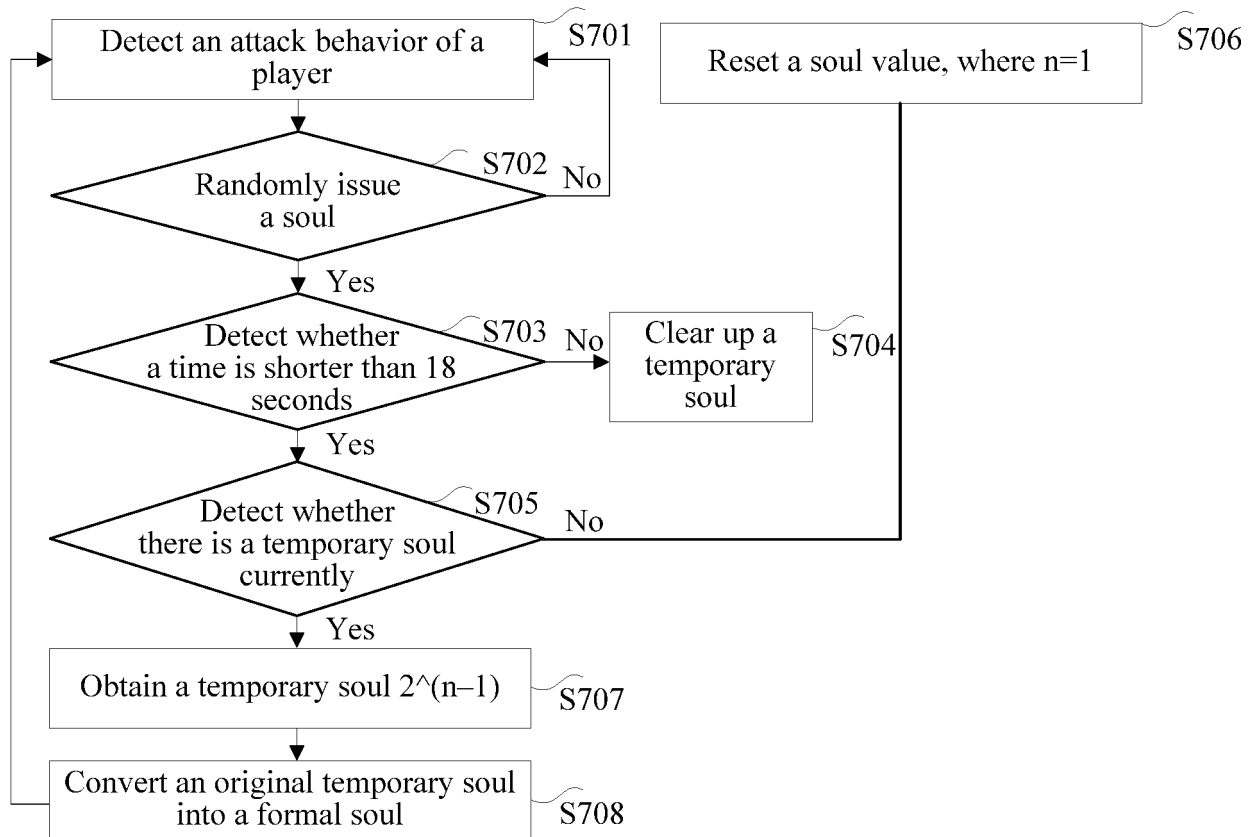 Detect an attack behavior of a
player
S701
Reset a soul value, where n=1
S706
Randomly issue
a soul
S702
No
Yes
Detect whether
a time is shorter than 18
seconds
S703
No
Clear up a
temporary
soul
S704
Yes
Detect whether
there is a temporary soul
currently
S705
No
Yes
Obtain a temporary soul 2^(n–1)
S707
Convert an original temporary soul
into a formal soul
S708